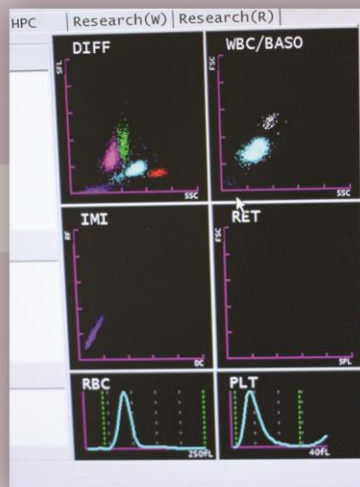 HPC Research(W) Research(R)
DIFF
SFL
SSC
WBC/BASO
FSC
SSC
IMI
RF
DC
RET
FSC
SFL
RBC
250fL
PLT
40fL